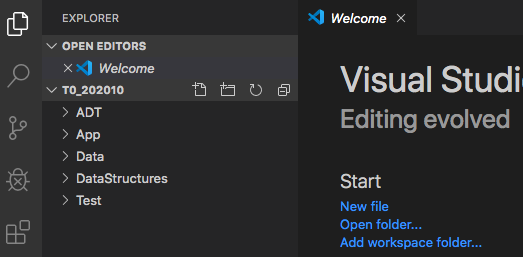 EXPLORER
OPEN EDITORS
Welcome
T0_202010
ADT
App
Data
DataStructures
Test
Welcome
Visual Studi
Editing evolved
Start
New file
Open folder...
Add workspace folder...